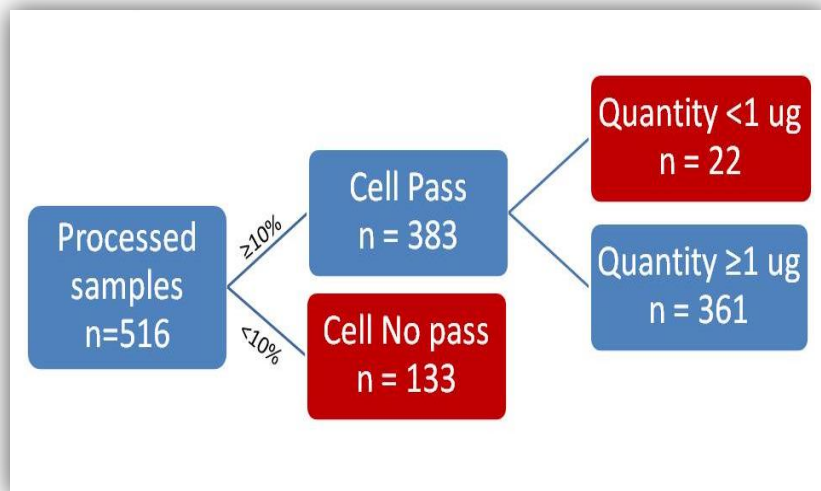 Processed
samples
n=516
≥10%
<10%
Cell Pass
n = 383
Cell No pass
n = 133
Quantity <1 ug
n = 22
Quantity ≥1 ug
n = 361